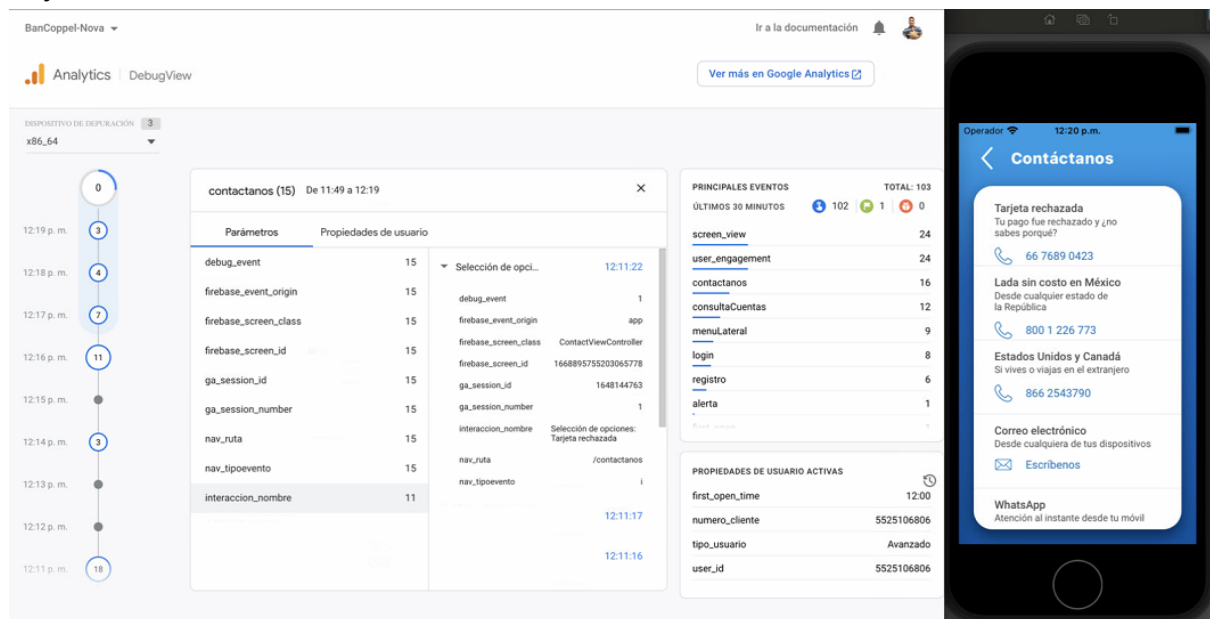 BanCoppel-Nova
Ir a la documentación
Analytics DebugView
Ver más en Google Analytics
DISPOSITIVO DE DEPURACIÓN 3
x86_64
0
12:19 p. m. 3
12:18 p. m. 4
12:17 p. m. 7
12:16 p. m. 11
12:15 p. m.
12:14 p. m. 3
12:13 p. m.
12:12 p. m.
12:11 p. m. 18
contactanos (15) De 11:49 a 12:19
Parámetros Propiedades de usuario
debug_event 15
firebase_event_origin 15
firebase_screen_class 15
firebase_screen_id 15
ga_session_id 15
ga_session_number 15
nav_ruta 15
nav_tipoevento 15
interaccion_nombre 11
Selección de opci... 12:11:22
debug_event 1
firebase_event_origin app
firebase_screen_class ContactViewController
firebase_screen_id 1668895755203065778
ga_session_id 1648144763
ga_session_number 1
interaccion_nombre Selección de opciones:
Tarjeta rechazada
nav_ruta /contactanos
nav_tipoevento i
12:11:17
12:11:16
PRINCIPALES EVENTOS TOTAL: 103
ÚLTIMOS 30 MINUTOS 102 1 0
screen_view 24
user_engagement 24
contactanos 16
consultaCuentas 12
menuLateral 9
login 8
registro 6
alerta 1
first_open 1
PROPIEDADES DE USUARIO ACTIVAS
first_open_time 12:00
numero_cliente 5525106806
tipo_usuario Avanzado
user_id 5525106806
Operador 12:20 p.m.
Contáctanos
Tarjeta rechazada
Tu pago fue rechazado y ¿no
sabes porqué?
66 7689 0423
Lada sin costo en México
Desde cualquier estado de
la República
800 1 226 773
Estados Unidos y Canadá
Si vives o viajas en el extranjero
866 2543790
Correo electrónico
Desde cualquiera de tus dispositivos
Escríbenos
WhatsApp
Atención al instante desde tu móvil